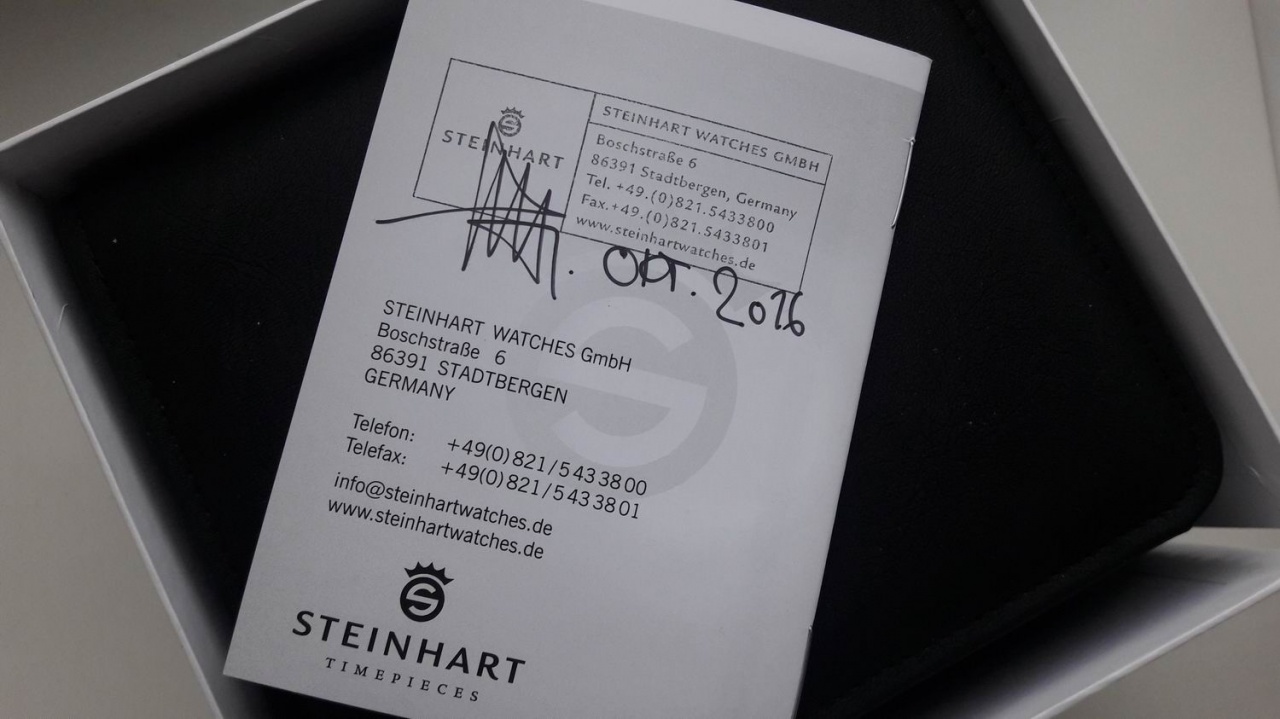 STEINHART
STEINHART WATCHES GMBH
Boschstraße 6
86391 Stadtbergen, Germany
Tel. +49.(0)821.5433800
Fax.+49.(0)821.5433801
www.steinhartwatches.de
Okt. 2016
STEINHART WATCHES GmbH
Boschstraße 6
86391 STADTBERGEN
GERMANY
Telefon: +49(0)821/5433800
Telefax: +49(0)821/5433801
info@steinhartwatches.de
www.steinhartwatches.de
STEINHART
TIMEPIECES